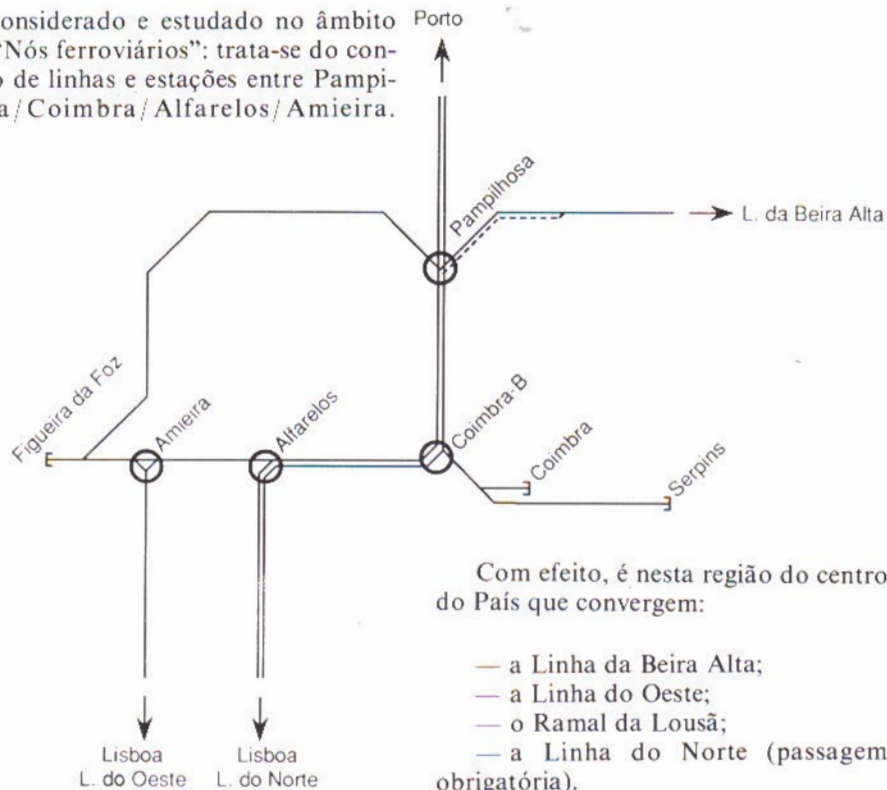 onsiderado e estudado no âmbito
“Nós ferroviários”: trata-se do con-
o de linhas e estações entre Pampi-
a/Coimbra/Alfarelos/Amieira.
Porto
Pampilhosa
L. da Beira Alta
Figueira da Foz
Amieira
Alfarelos
Coimbra-B
Coimbra
Serpins
Lisboa
L. do Oeste
Lisboa
L. do Norte
Com efeito, é nesta região do centro
do País que convergem:
— a Linha da Beira Alta;
— a Linha do Oeste;
— o Ramal da Lousã;
— a Linha do Norte (passagem
obrigatória).